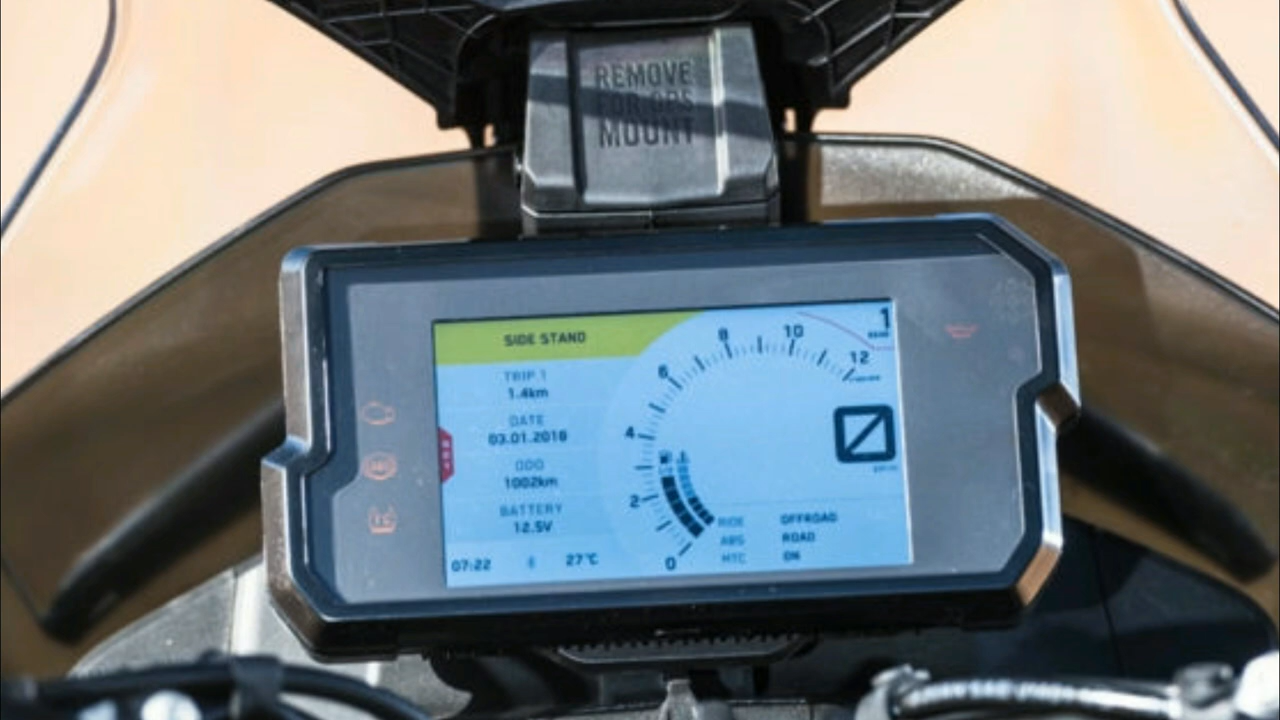 REMOVE
FOR GPS
MOUNT
SIDE STAND
TRIP 1
1.4km
DATE
03.01.2018
ODO
1002km
BATTERY
12.5V
07:22
27°C
0
2
4
6
8
10
12
1
RIDE OFFROAD
ABS ROAD
MTC ON